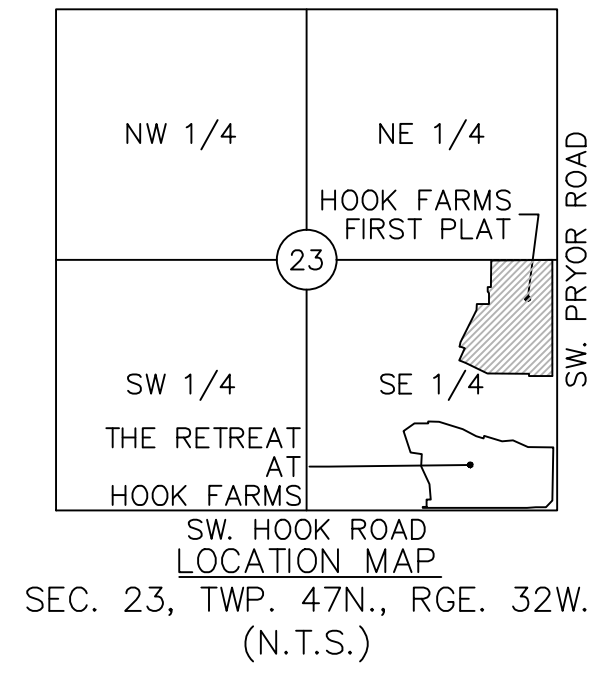 NW 1/4
NE 1/4
HOOK FARMS
FIRST PLAT
SW. PRYOR ROAD
23
SW 1/4
SE 1/4
THE RETREAT
AT
HOOK FARMS
SW. HOOK ROAD
LOCATION MAP
SEC. 23, TWP. 47N., RGE. 32W.
(N.T.S.)